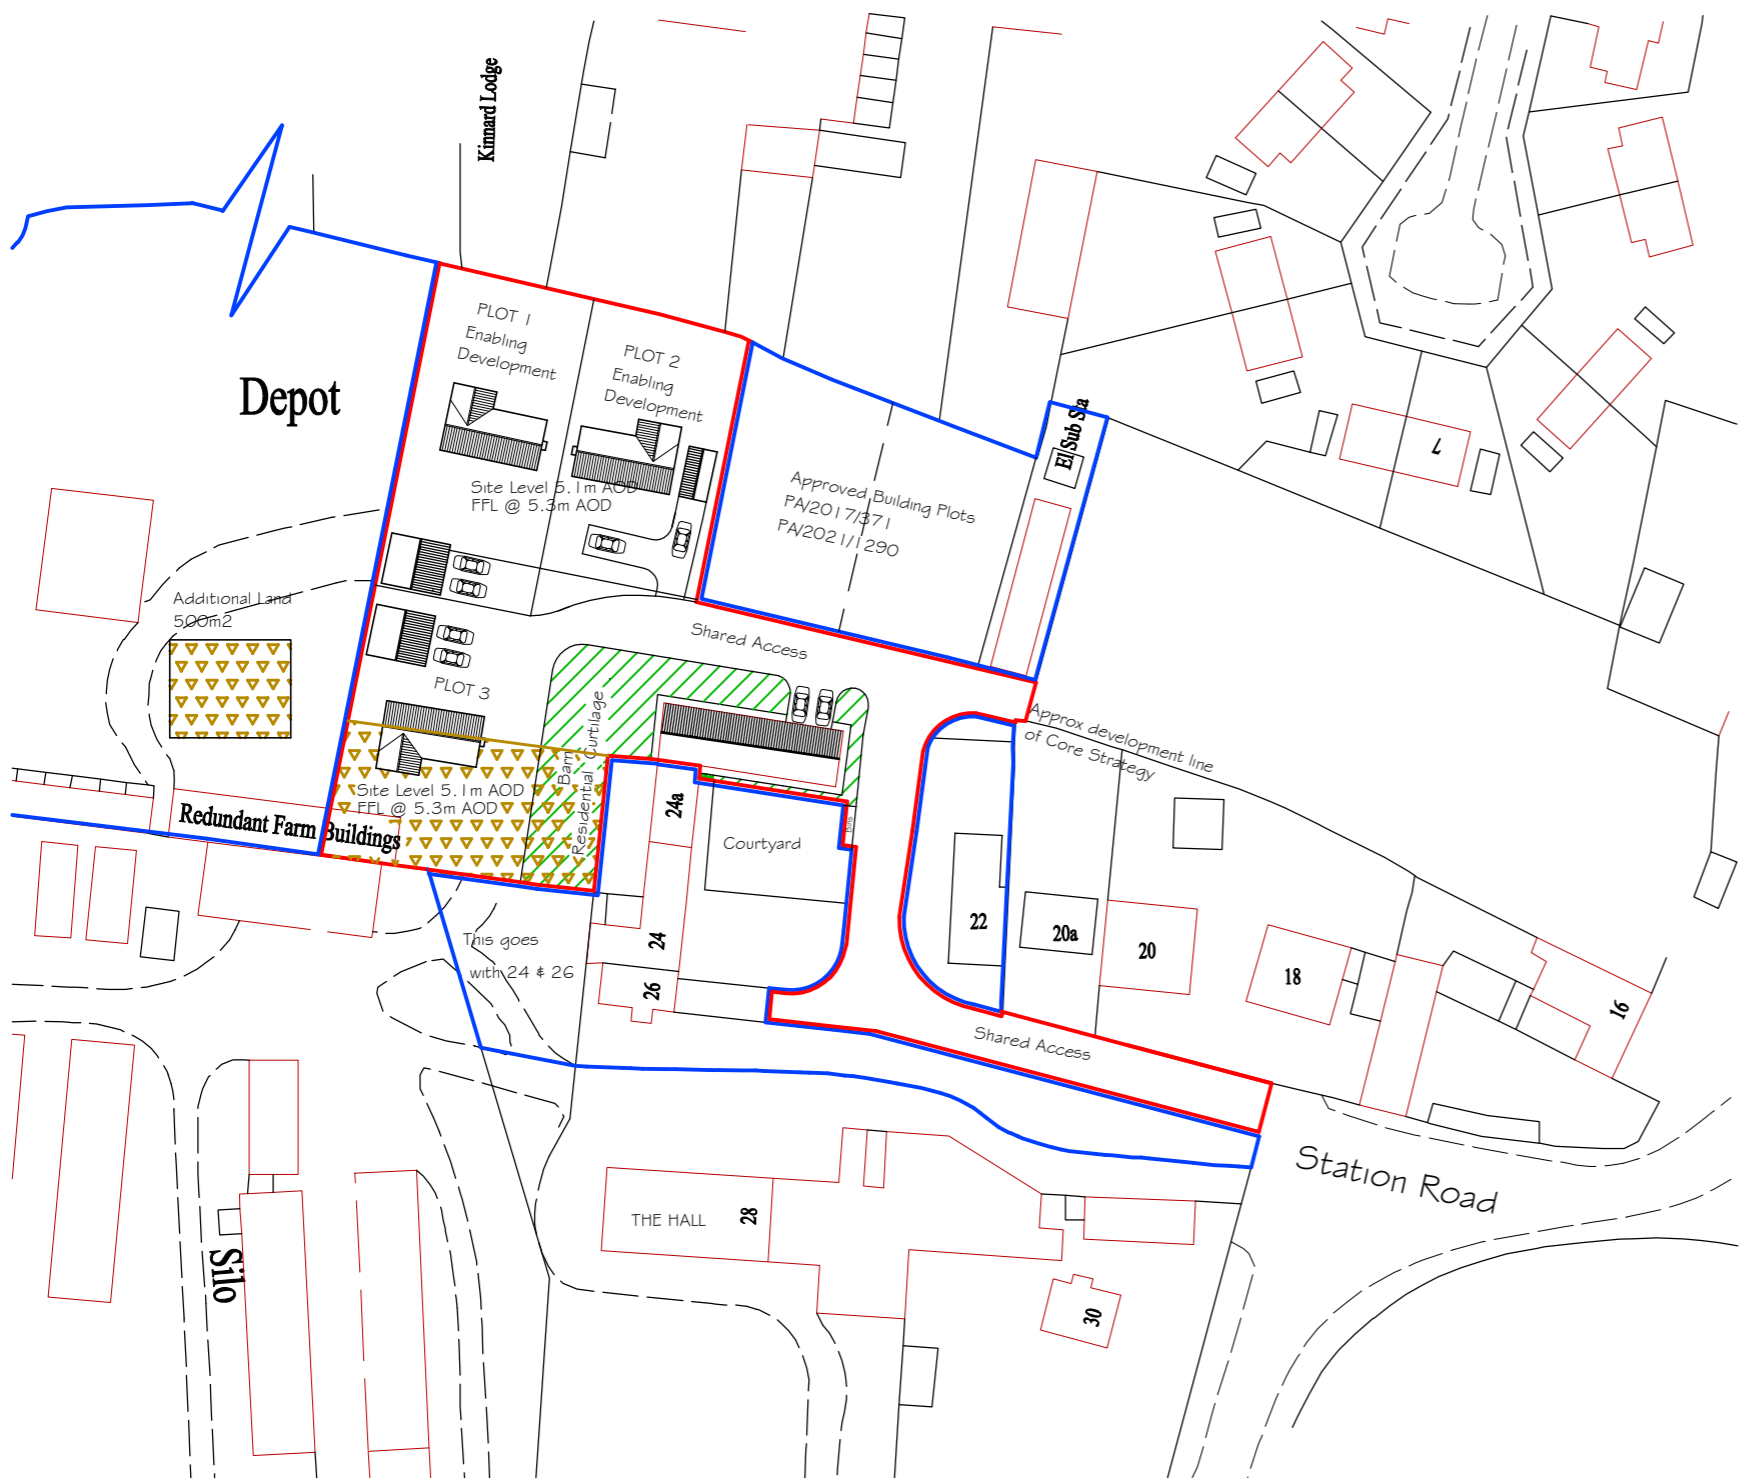 Kinnard Lodge
PLOT 1
Enabling
Development
PLOT 2
Enabling
Development
Depot
El Sub Sta
7
Site Level 5.1m AOD
FFL @ 5.3m AOD
Approved Building Plots
PA/2017/371
PA/2021/1290
Additional Land
500m2
Shared Access
PLOT 3
Approx development line
of Core Strategy
Barn
Residential Curtilage
Site Level 5.1m AOD
FFL @ 5.3m AOD
Redundant Farm Buildings
24a
Courtyard
Bins
22
20a
20
18
16
This goes
with 24 & 26
24
26
Shared Access
Station Road
THE HALL
28
30
Silo